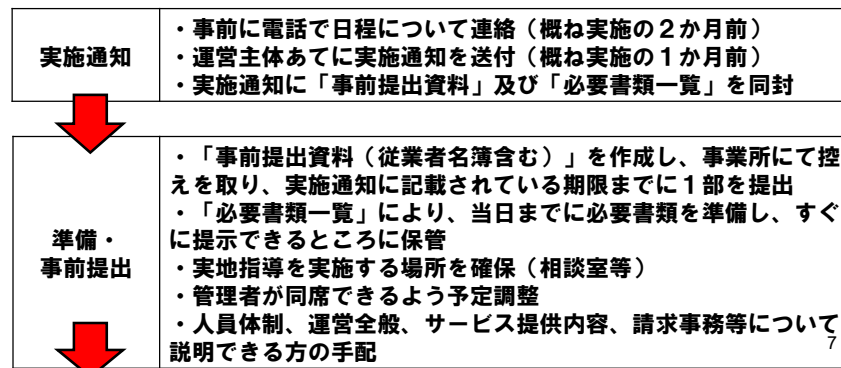 実施通知
・事前に電話で日程について連絡（概ね実施の２か月前）
・運営主体あてに実施通知を送付（概ね実施の１か月前）
・実施通知に「事前提出資料」及び「必要書類一覧」を同封
準備・
事前提出
・「事前提出資料（従業者名簿含む）」を作成し、事業所にて控
えを取り、実施通知に記載されている期限までに１部を提出
・「必要書類一覧」により、当日までに必要書類を準備し、すぐ
に提示できるところに保管
・実地指導を実施する場所を確保（相談室等）
・管理者が同席できるよう予定調整
・人員体制、運営全般、サービス提供内容、請求事務等について
説明できる方の手配
7